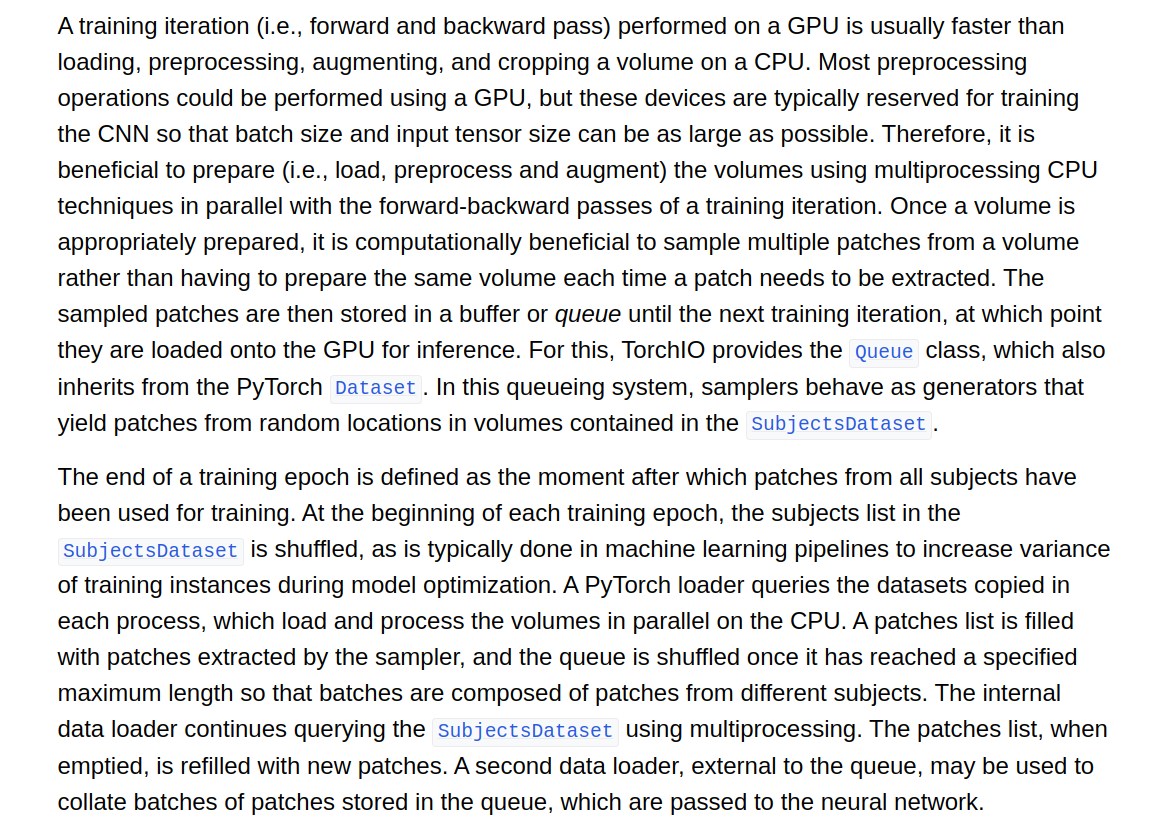 A training iteration (i.e., forward and backward pass) performed on a GPU is usually faster than
loading, preprocessing, augmenting, and cropping a volume on a CPU. Most preprocessing
operations could be performed using a GPU, but these devices are typically reserved for training
the CNN so that batch size and input tensor size can be as large as possible. Therefore, it is
beneficial to prepare (i.e., load, preprocess and augment) the volumes using multiprocessing CPU
techniques in parallel with the forward-backward passes of a training iteration. Once a volume is
appropriately prepared, it is computationally beneficial to sample multiple patches from a volume
rather than having to prepare the same volume each time a patch needs to be extracted. The
sampled patches are then stored in a buffer or queue until the next training iteration, at which point
they are loaded onto the GPU for inference. For this, TorchIO provides the Queue class, which also
inherits from the PyTorch Dataset. In this queueing system, samplers behave as generators that
yield patches from random locations in volumes contained in the SubjectsDataset.
The end of a training epoch is defined as the moment after which patches from all subjects have
been used for training. At the beginning of each training epoch, the subjects list in the
SubjectsDataset is shuffled, as is typically done in machine learning pipelines to increase variance
of training instances during model optimization. A PyTorch loader queries the datasets copied in
each process, which load and process the volumes in parallel on the CPU. A patches list is filled
with patches extracted by the sampler, and the queue is shuffled once it has reached a specified
maximum length so that batches are composed of patches from different subjects. The internal
data loader continues querying the SubjectsDataset using multiprocessing. The patches list, when
emptied, is refilled with new patches. A second data loader, external to the queue, may be used to
collate batches of patches stored in the queue, which are passed to the neural network.